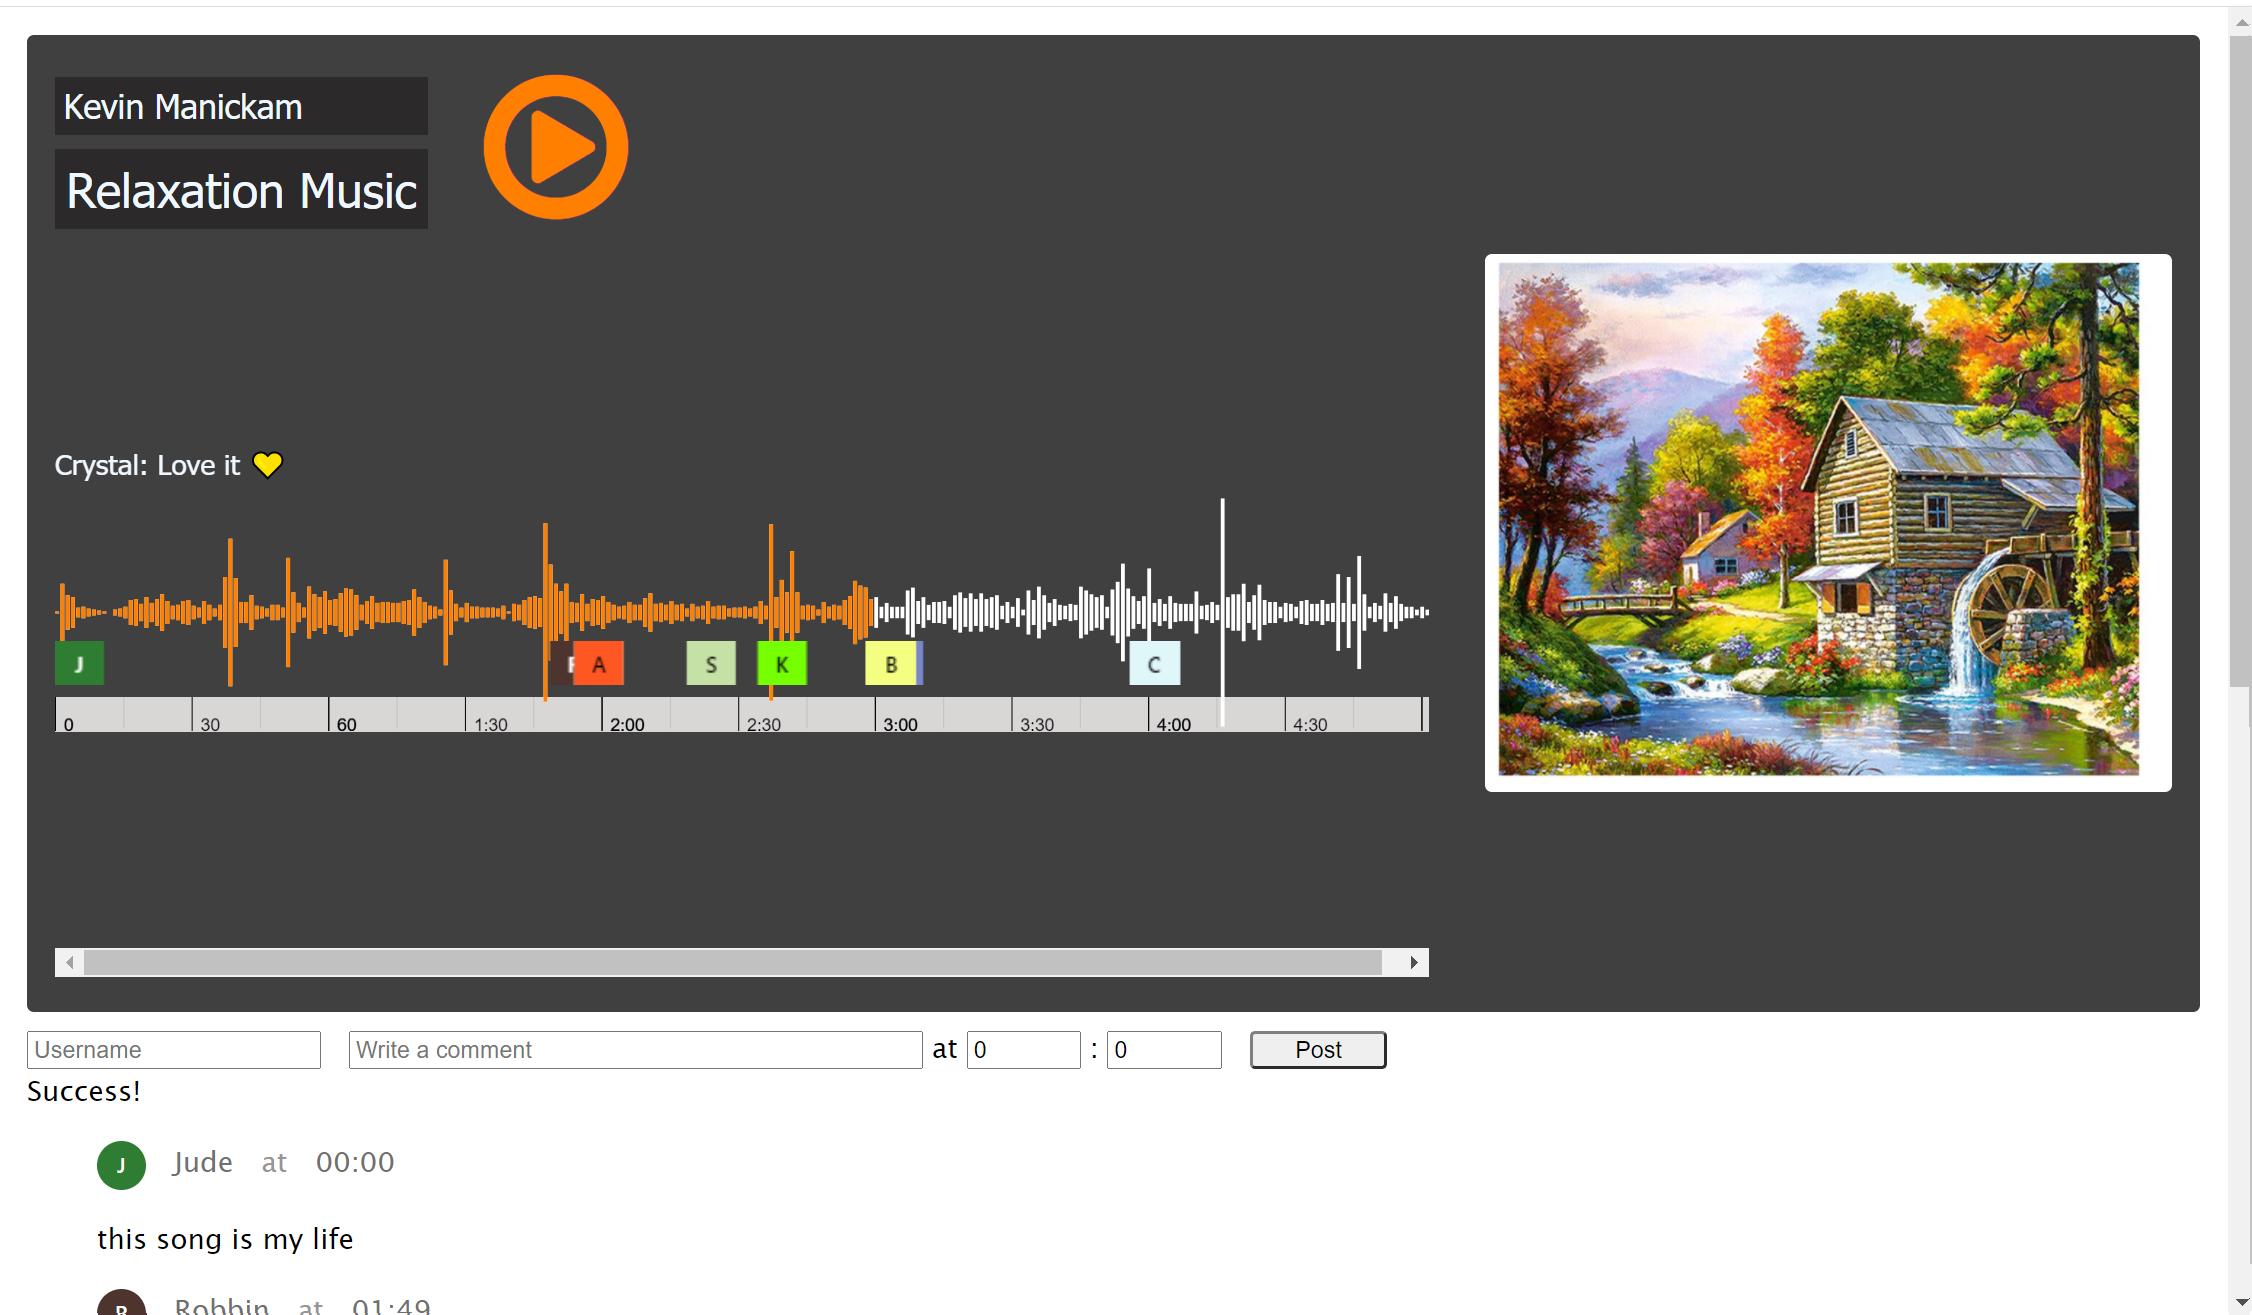 Kevin Manickam
Relaxation Music
Crystal: Love it 💛
J A S K B C
0 30 60 1:30 2:00 2:30 3:00 3:30 4:00 4:30
Username Write a comment at 0 : 0 Post
Success!
J Jude at 00:00
this song is my life
Robbin at 01:49